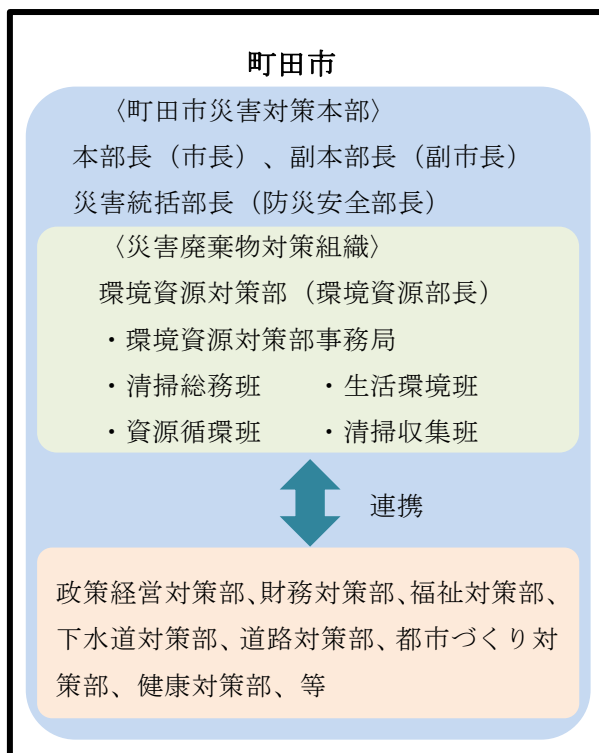 町田市
〈町田市災害対策本部〉
本部長（市長）、副本部長（副市長）
災害統括部長（防災安全部長）
〈災害廃棄物対策組織〉
環境資源対策部（環境資源部長）
・環境資源対策部事務局
・清掃総務班　　・生活環境班
・資源循環班　　・清掃収集班
連携
政策経営対策部、財務対策部、福祉対策部、
下水道対策部、道路対策部、都市づくり対
策部、健康対策部、等